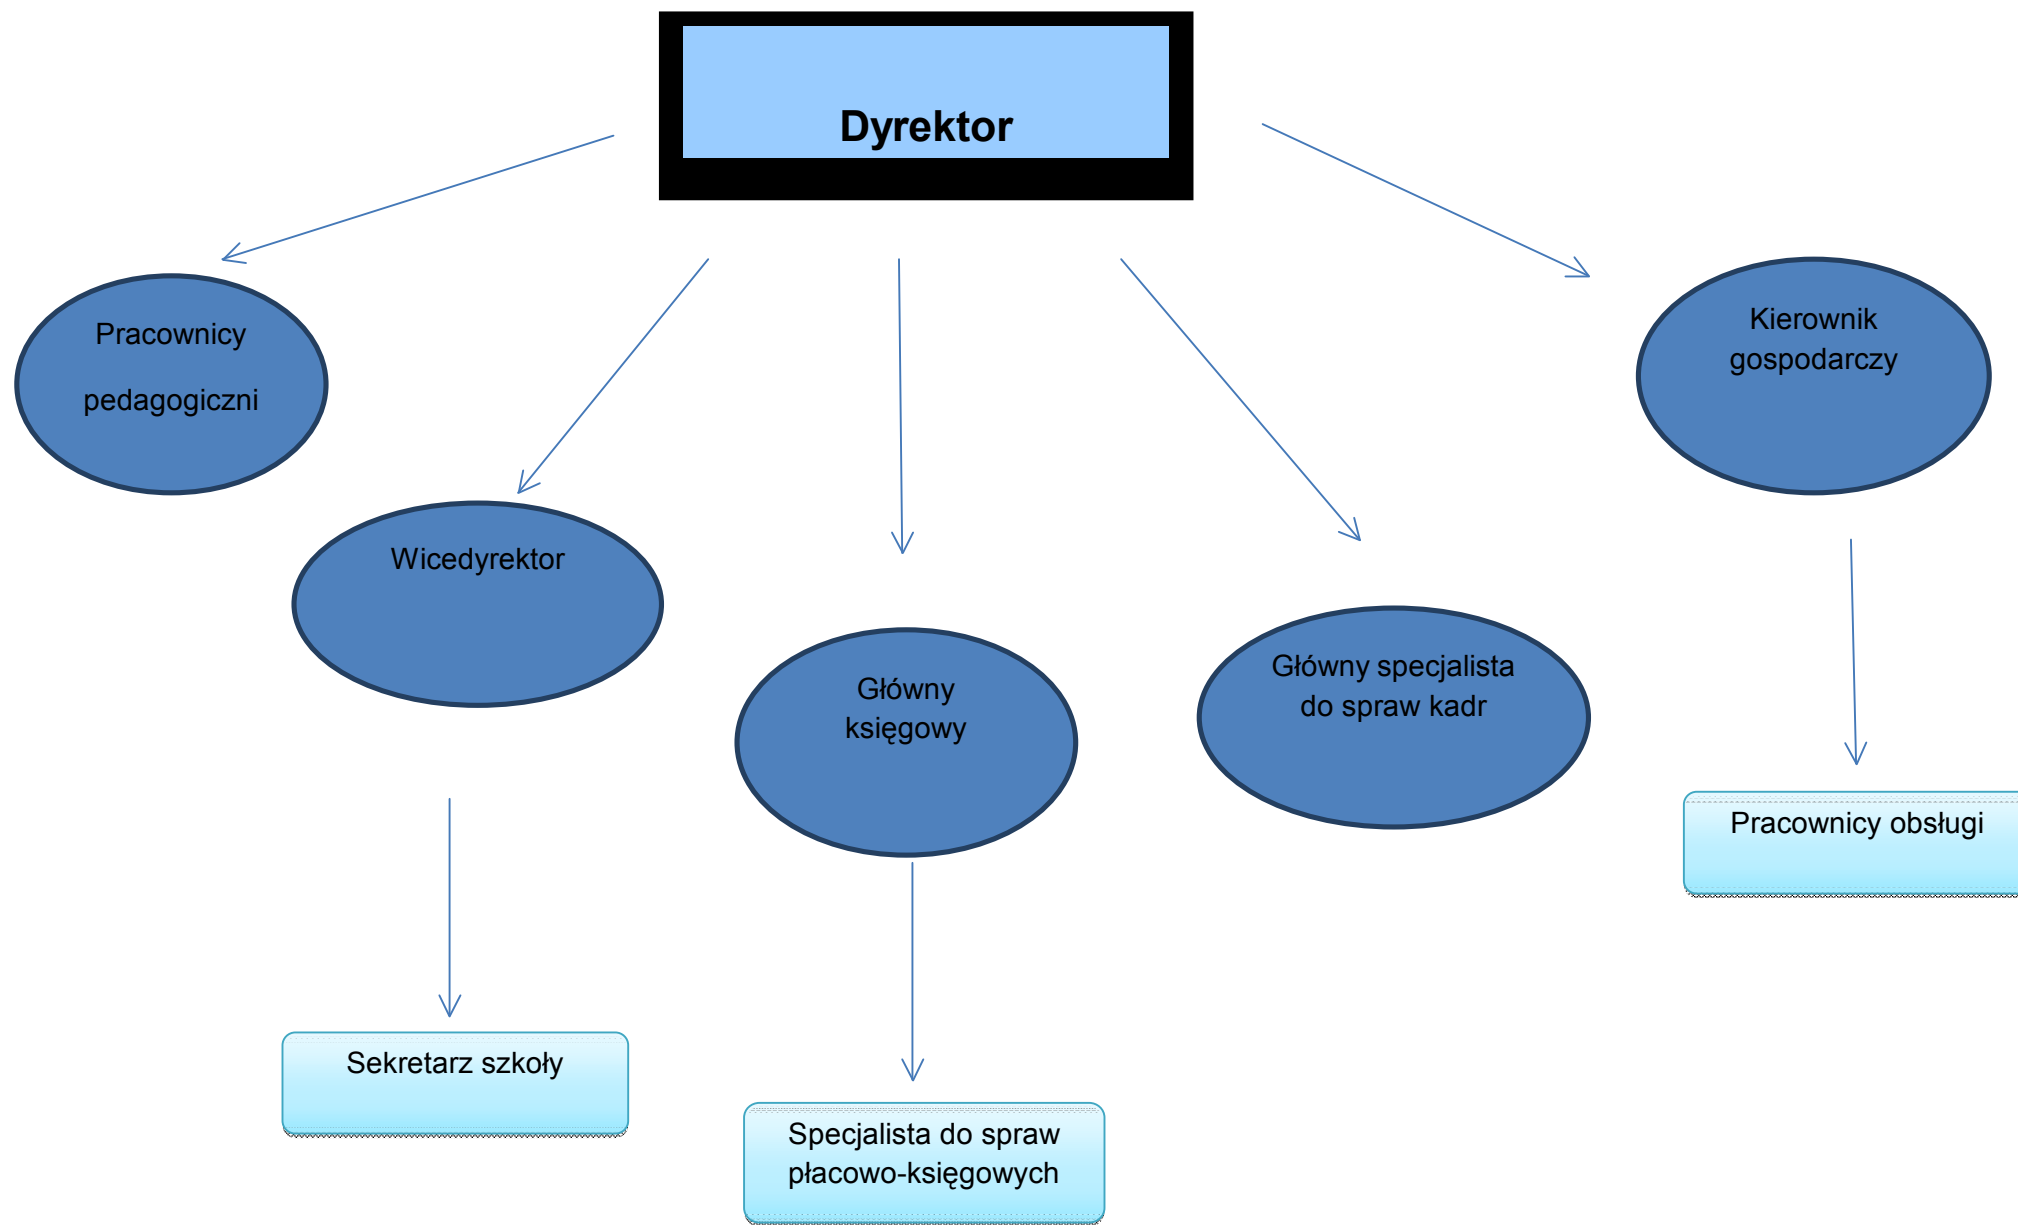 Dyrektor
Pracownicy
pedagogiczni
Kierownik
gospodarczy
Wicedyrektor
Główny
księgowy
Główny specjalista
do spraw kadr
Pracownicy obsługi
Sekretarz szkoły
Specjalista do spraw
płacowo-księgowych